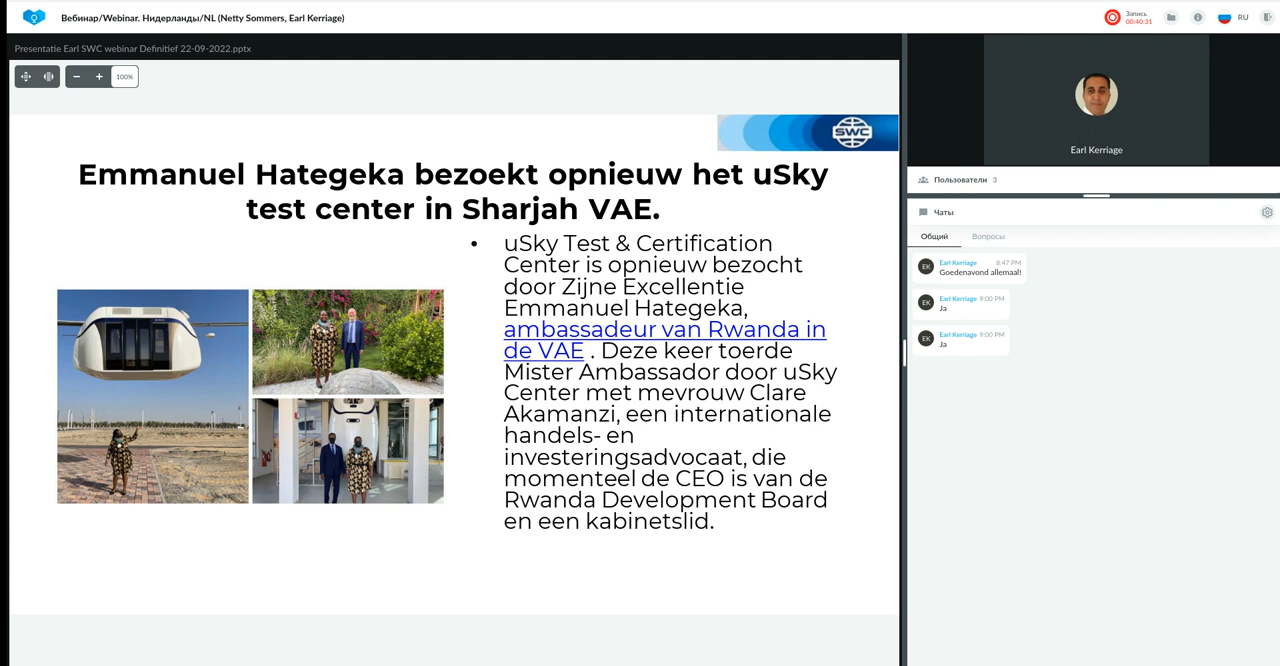 Вебинар/Webinar. Нидерланды/NL (Netty Sommers, Earl Kerriage)
Запись
00:40:31
RU
Presentatie Earl SWC webinar Definitief 22-09-2022.pptx
100%
SWC
Emmanuel Hategeka bezoekt opnieuw het uSky
test center in Sharjah VAE.
• uSky Test & Certification
Center is opnieuw bezocht
door Zijne Excellentie
Emmanuel Hategeka,
ambassadeur van Rwanda in
de VAE . Deze keer toerde
Mister Ambassador door uSky
Center met mevrouw Clare
Akamanzi, een internationale
handels- en
investeringsadvocaat, die
momenteel de CEO is van de
Rwanda Development Board
en een kabinetslid.
Earl Kerriage
Пользователи 3
Чаты
Общий Вопросы
EK Earl Kerriage 8:47 PM
Goedenavond allemaal!
EK Earl Kerriage 9:00 PM
Ja
EK Earl Kerriage 9:00 PM
Ja